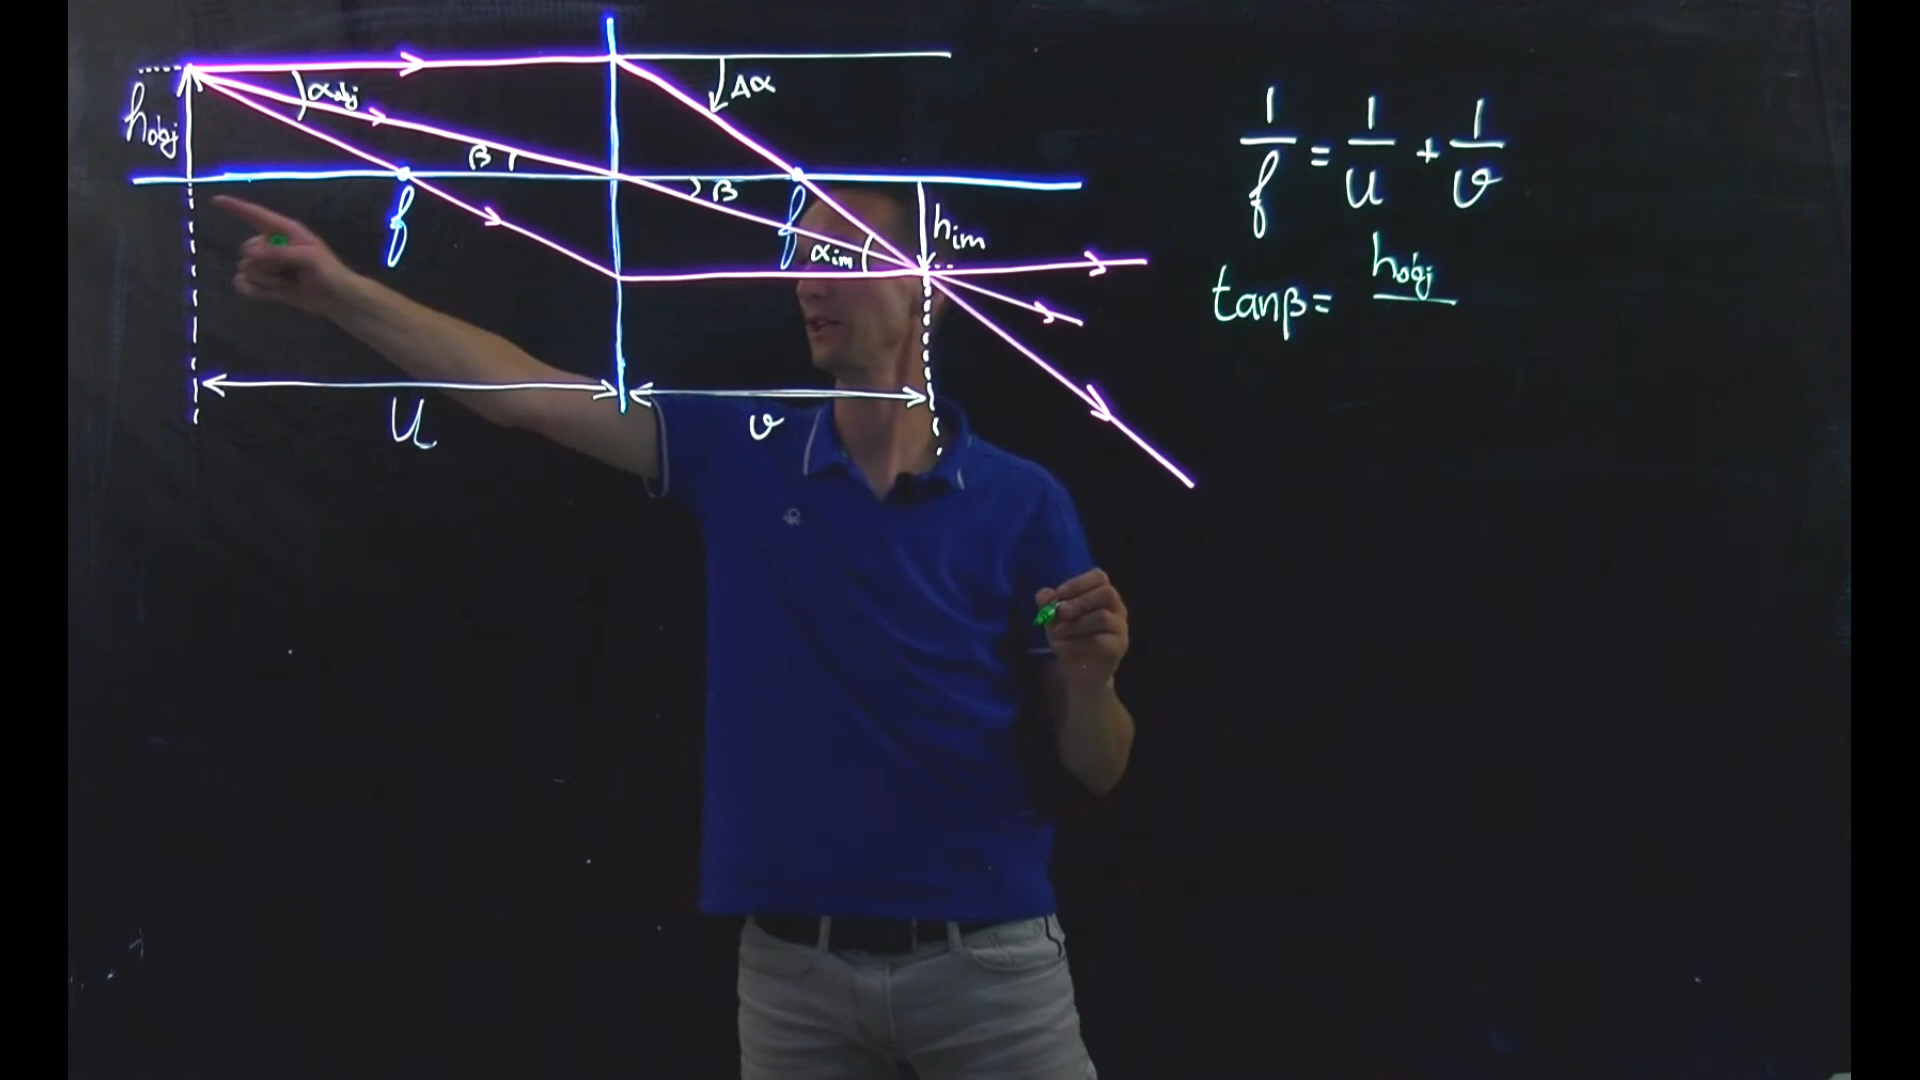 h_obj
α_obj
Δα
β
β
f
f
α_im
h_im
u
v
1/f = 1/u + 1/v
tanβ = h_obj/